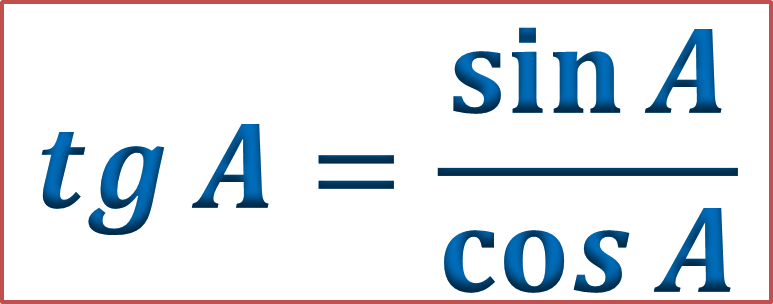 tg A = sin A / cos A